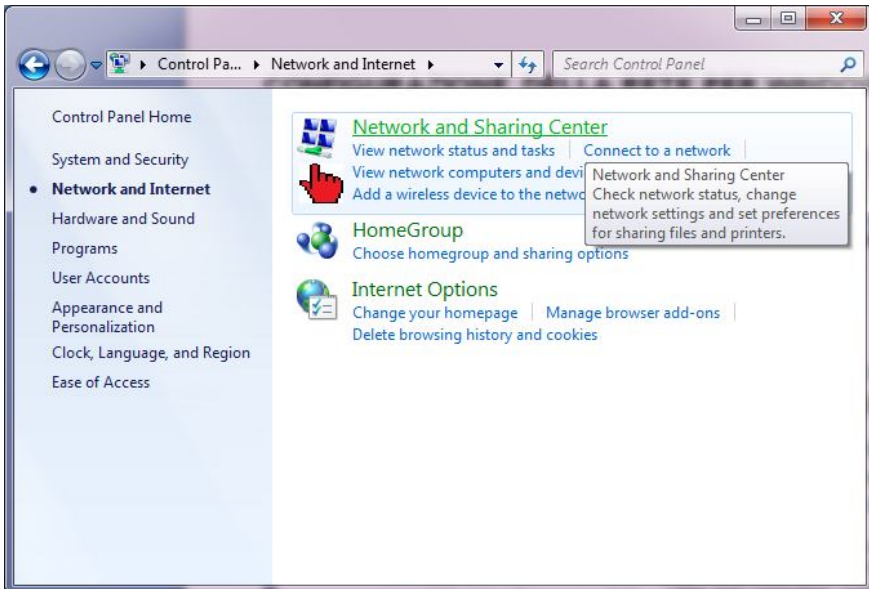 Control Pa... Network and Internet
Search Control Panel
Control Panel Home
System and Security
Network and Internet
Hardware and Sound
Programs
User Accounts
Appearance and
Personalization
Clock, Language, and Region
Ease of Access
Network and Sharing Center
View network status and tasks Connect to a network
View network computers and devi
Add a wireless device to the netwo
Network and Sharing Center
Check network status, change
network settings and set preferences
for sharing files and printers.
HomeGroup
Choose homegroup and sharing options
Internet Options
Change your homepage Manage browser add-ons
Delete browsing history and cookies